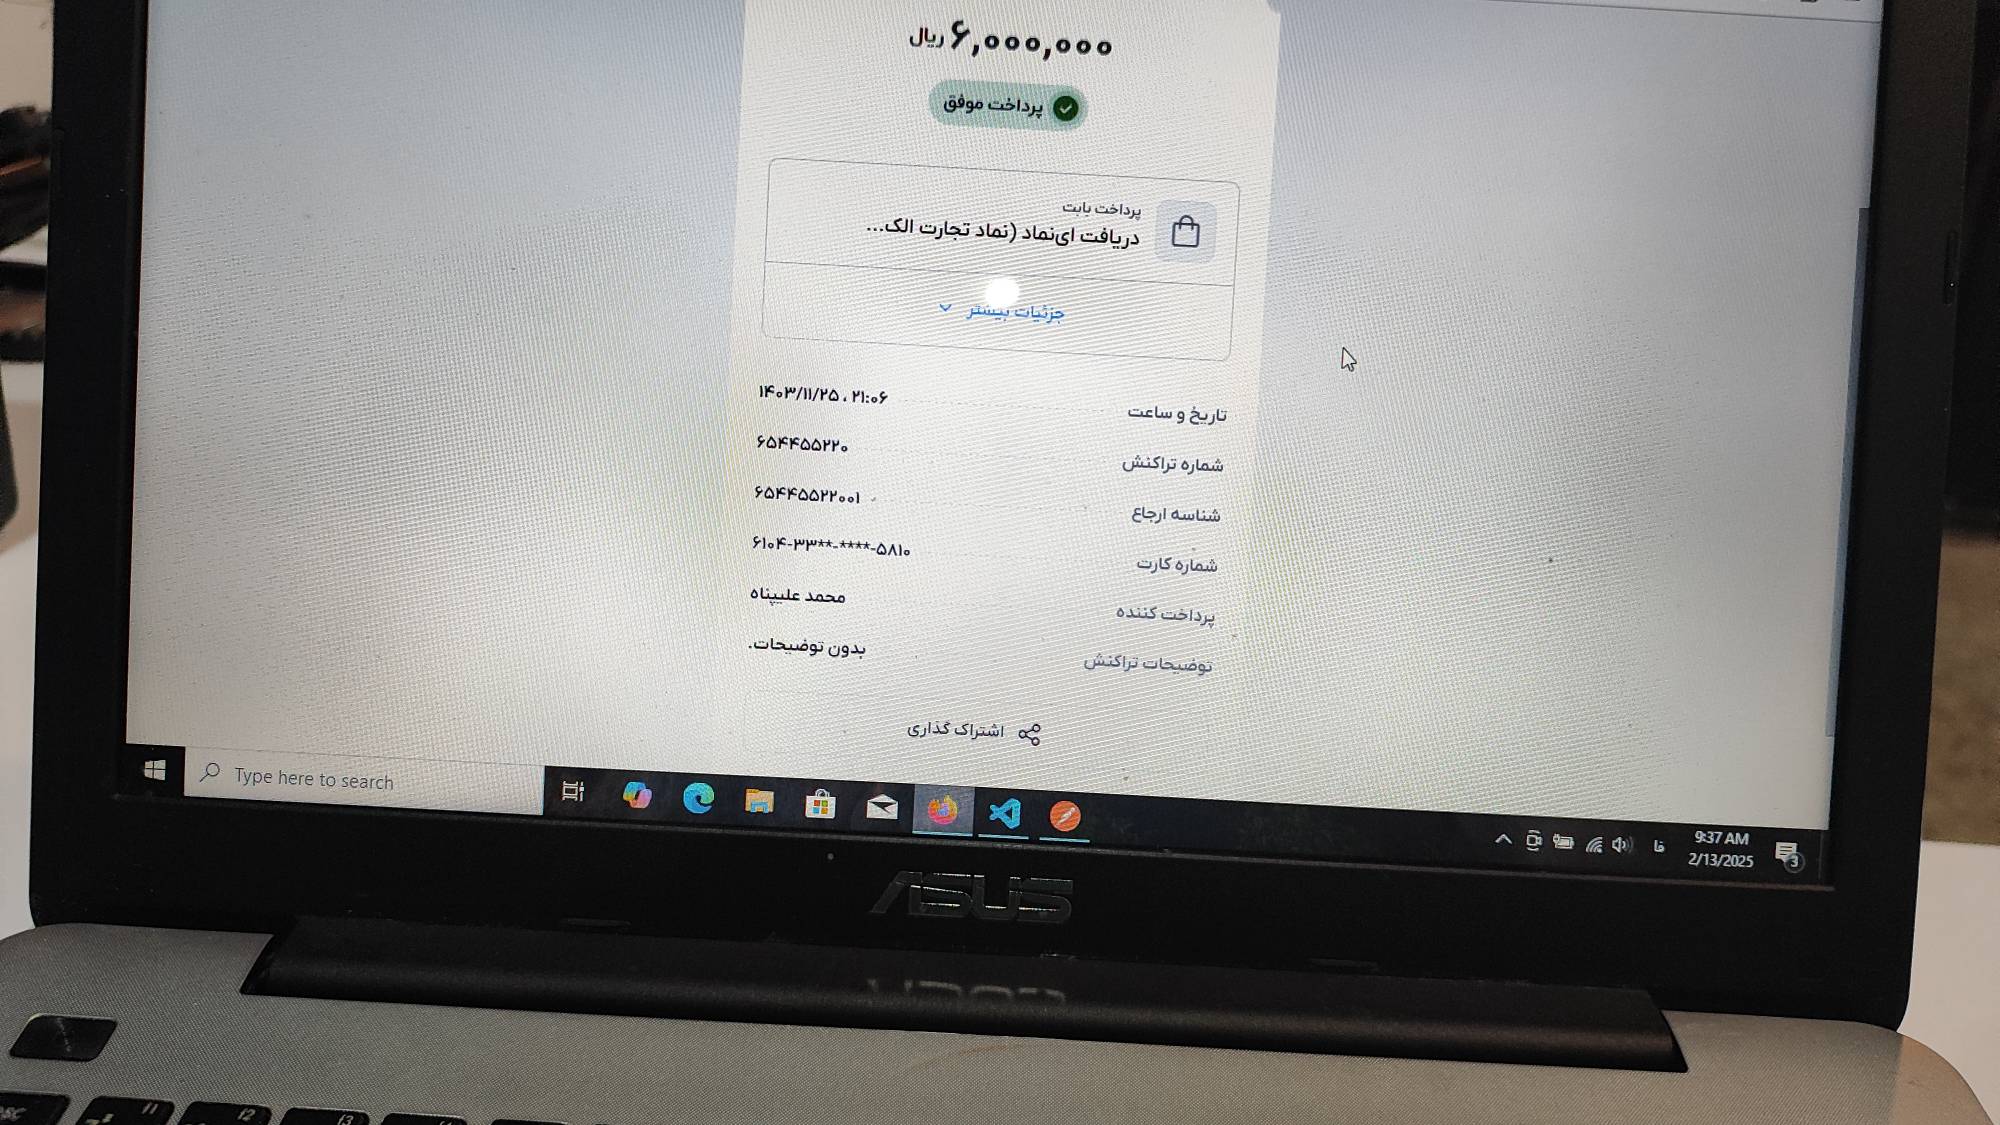 ۶,۰۰۰,۰۰۰ ریال
پرداخت موفق
پرداخت بابت
دریافت ای‌نماد (نماد تجارت الک...
جزئیات بیشتر
تاریخ و ساعت ۱۴۰۳/۱۱/۲۵ ، ۲۱:۰۶
شماره تراکنش ۶۵۴۴۵۵۲۲۰
شناسه ارجاع ۶۵۴۴۵۵۲۲۰۰۱
شماره کارت ۶۱۰۴-۳۳**-****-۵۸۱۰
پرداخت کننده محمد علیپناه
توضیحات تراکنش بدون توضیحات.
اشتراک گذاری
Type here to search
فا
9:37 AM
2/13/2025
3
ASUS
f1
f2
f3